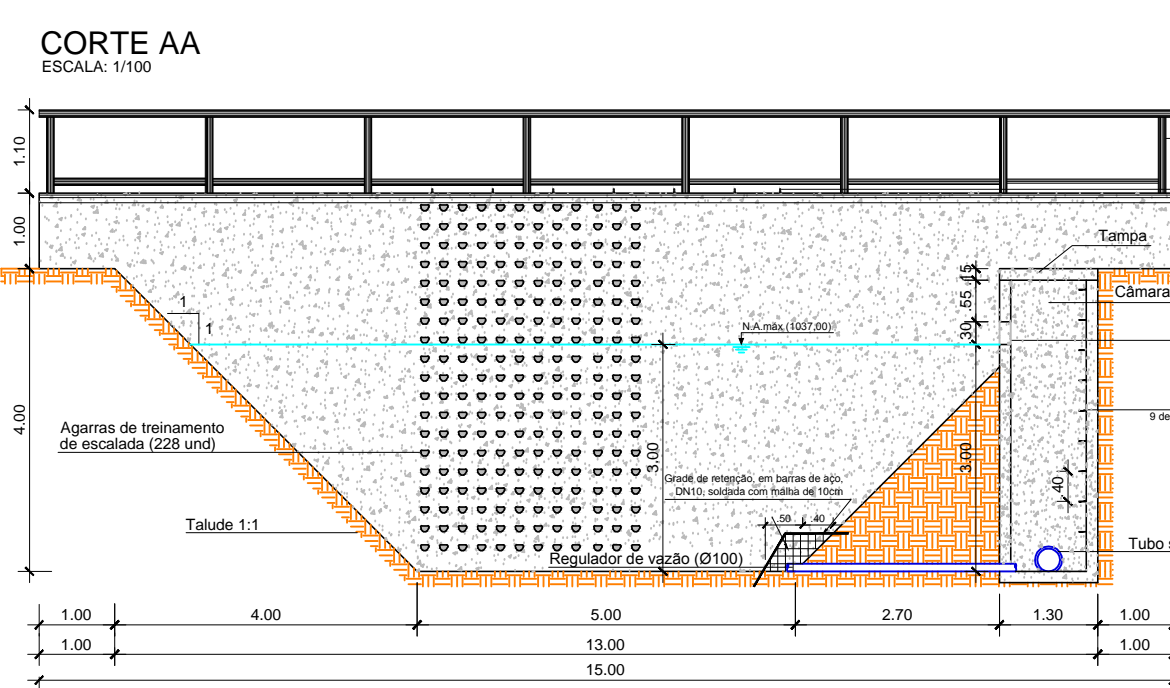 CORTE AA
ESCALA: 1/100
1.10
1.00
4.00
1
1
N.A.máx (1037,00)
Tampa
.15
.55
.30
Câmara
9 de
Agarras de treinamento
de escalada (228 und)
3.00
3.00
.40
Grade de retenção, em barras de aço,
DN10, soldada com malha de 10cm
.50
.40
Talude 1:1
Regulador de vazão (Ø100)
Tubo s
1.00
4.00
5.00
2.70
1.30
1.00
1.00
13.00
1.00
15.00